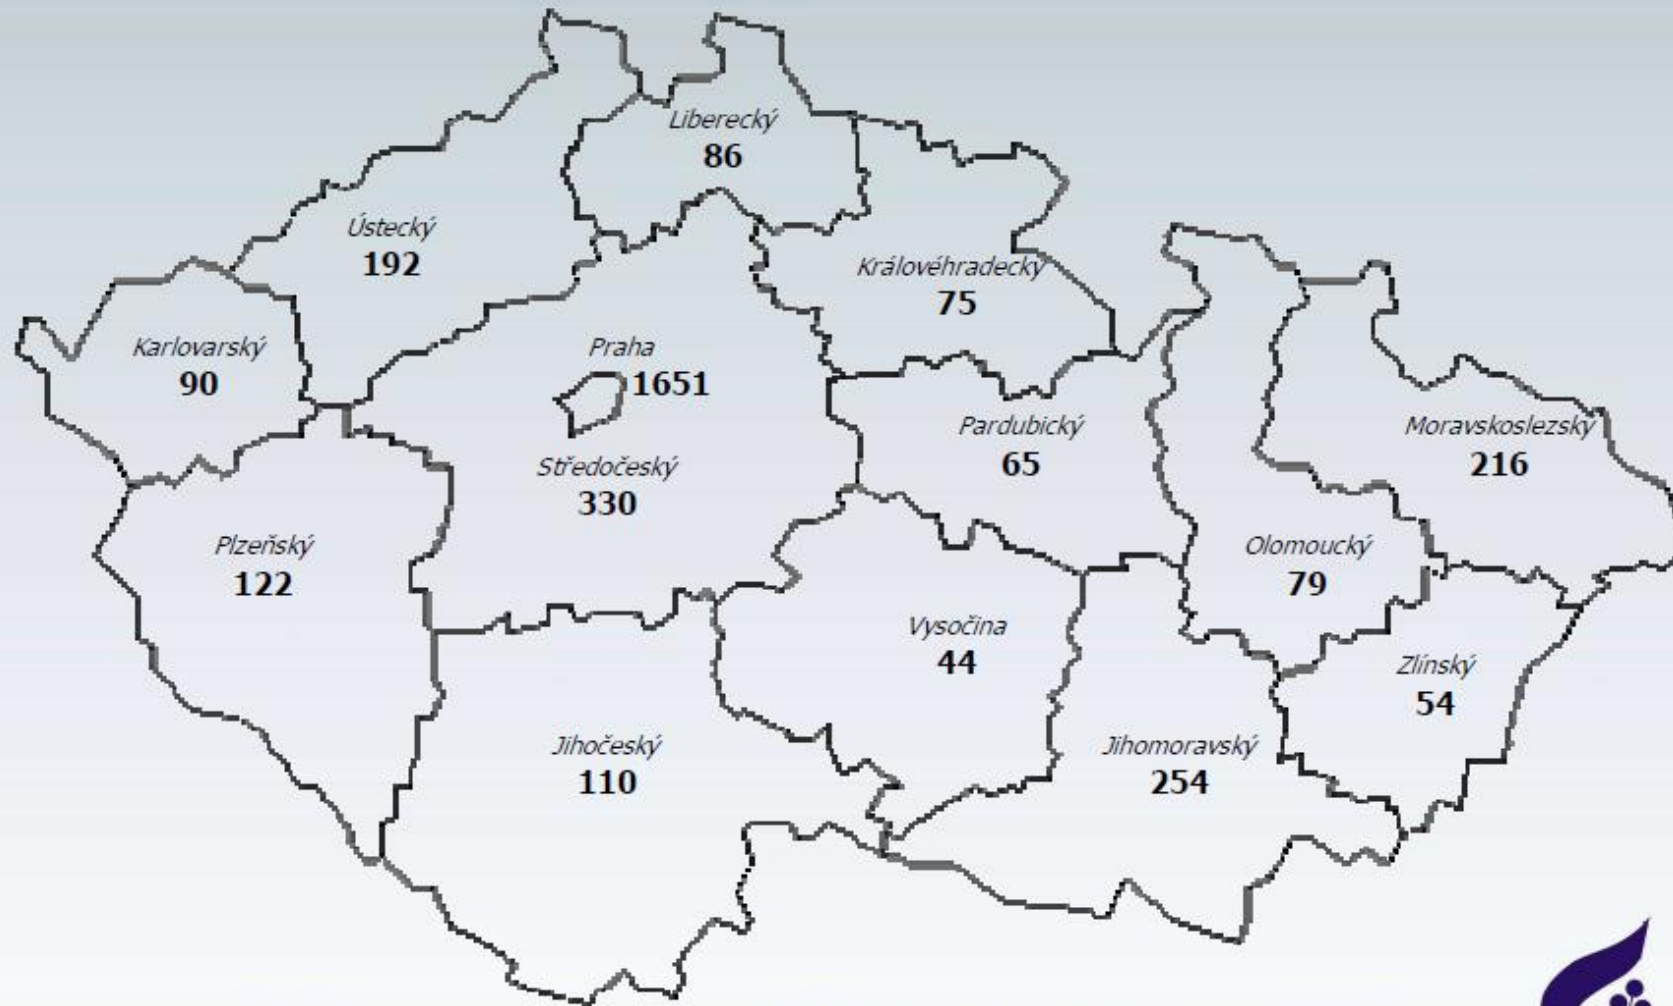 Liberecký
86
Ústecký
192
Královéhradecký
75
Karlovarský
90
Praha
1651
Pardubický
65
Moravskoslezský
216
Středočeský
330
Plzeňský
122
Olomoucký
79
Vysočina
44
Zlínský
54
Jihočeský
110
Jihomoravský
254